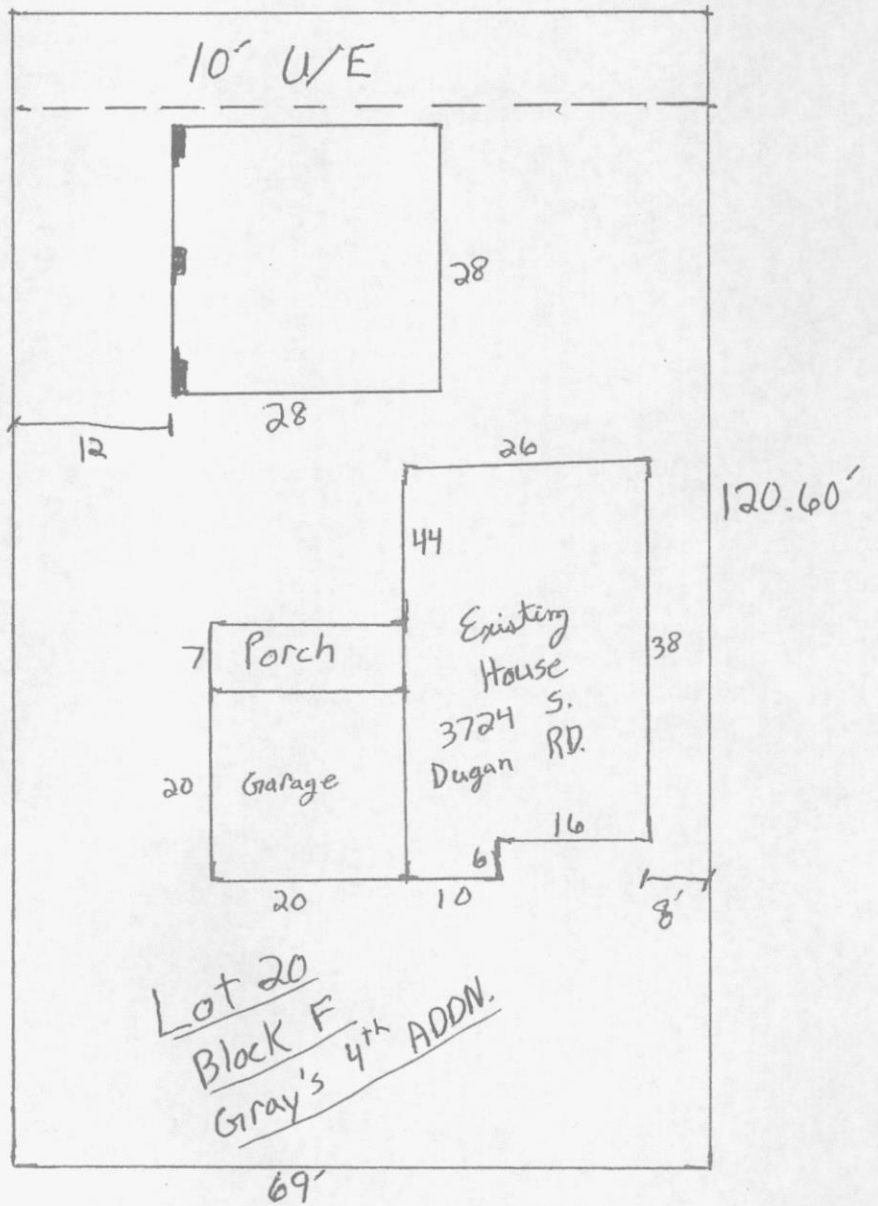 10' U/E
28
28
12
26
120.60'
44
Existing
House
3724 S.
Dugan RD.
38
7
Porch
20
Garage
16
6
20
10
8'
Lot 20
Block F
Gray's 4th ADDN.
69'